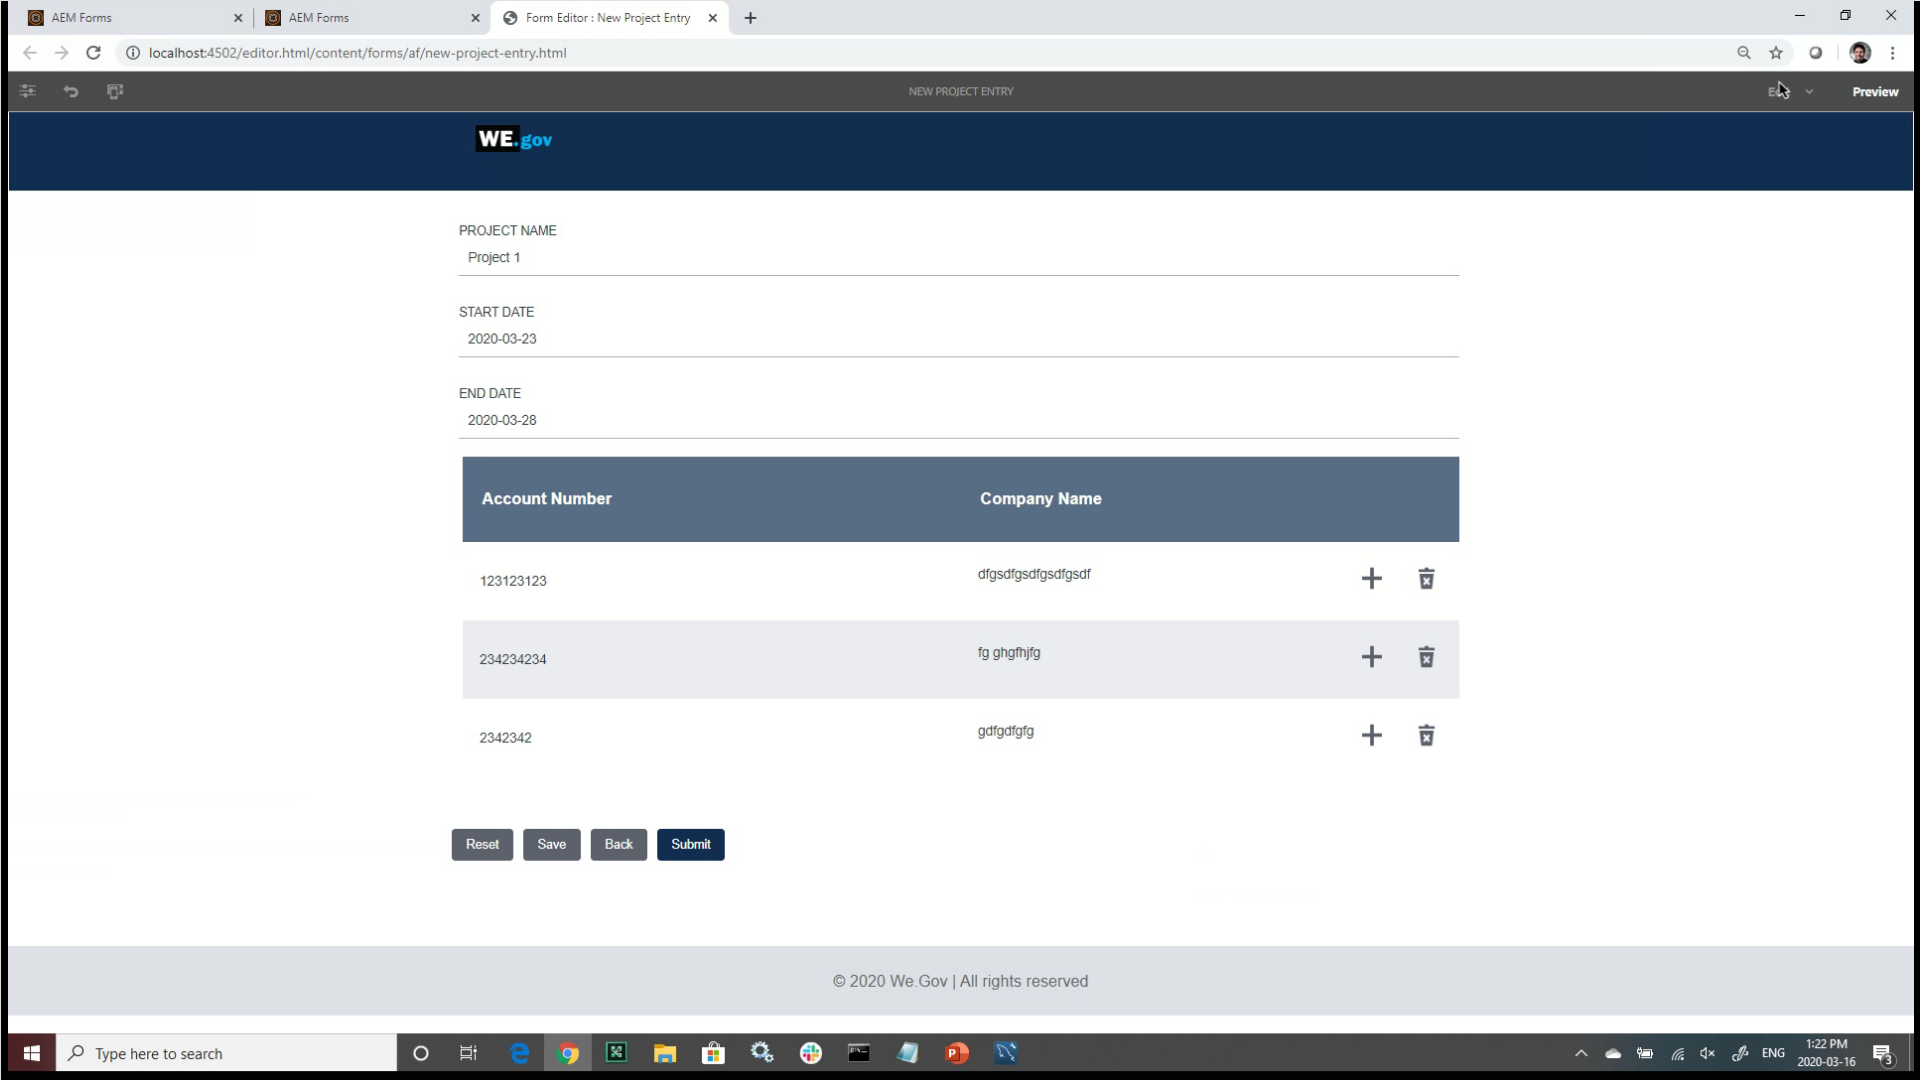 AEM Forms
AEM Forms
Form Editor : New Project Entry
localhost:4502/editor.html/content/forms/af/new-project-entry.html
NEW PROJECT ENTRY
Preview
WE.gov
PROJECT NAME
Project 1
START DATE
2020-03-23
END DATE
2020-03-28
Account Number Company Name
123123123 dfgsdfgsdfgsdfgsdf
234234234 fg ghgfhjfg
2342342 gdfgdfgfg
Reset Save Back Submit
© 2020 We.Gov | All rights reserved
Type here to search
ENG
1:22 PM
2020-03-16
3